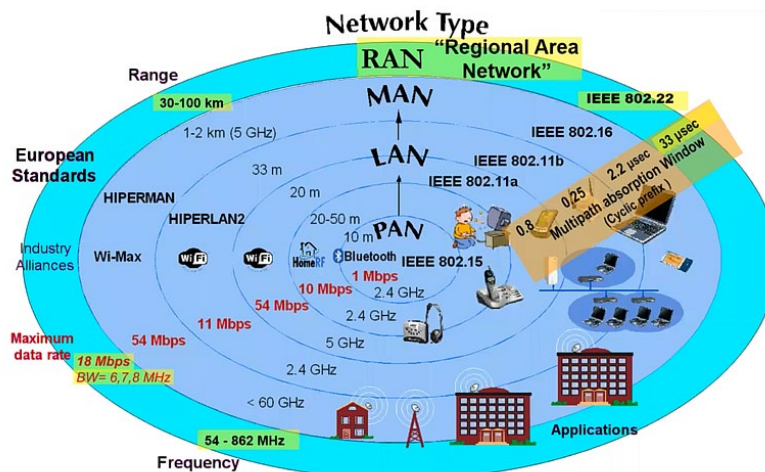 Network Type
RAN "Regional Area
Network"
Range
30-100 km
MAN
IEEE 802.22
1-2 km (5 GHz)
IEEE 802.16
33 µsec
European
Standards
33 m
LAN
IEEE 802.11b
2.2 µsec
20 m
IEEE 802.11a
0.25
Multipath absorption Window
(Cyclic prefix)
0.8
HIPERMAN
HIPERLAN2
20-50 m
PAN
10 m
Industry
Alliances
Wi-Max
WiFi
WiFi
HomeRF
Bluetooth
IEEE 802.15
1 Mbps
10 Mbps
2.4 GHz
54 Mbps
2.4 GHz
11 Mbps
5 GHz
Maximum
data rate
54 Mbps
18 Mbps
BW= 6,7,8 MHz
2.4 GHz
< 60 GHz
Applications
54 - 862 MHz
Frequency